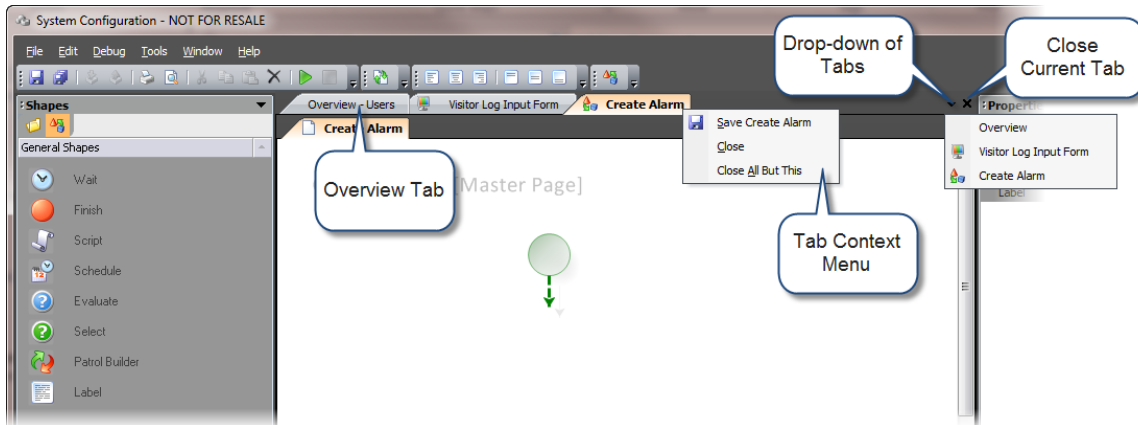 System Configuration - NOT FOR RESALE
File Edit Debug Tools Window Help
Drop-down of
Tabs
Close
Current Tab
Shapes
Overview - Users
Visitor Log Input Form
Create Alarm
Create Alarm
General Shapes
Save Create Alarm
Close
Close All But This
Overview
Visitor Log Input Form
Create Alarm
Label
Overview Tab
[Master Page]
Tab Context
Menu
Wait
Finish
Script
12
Schedule
Evaluate
Select
Patrol Builder
Label